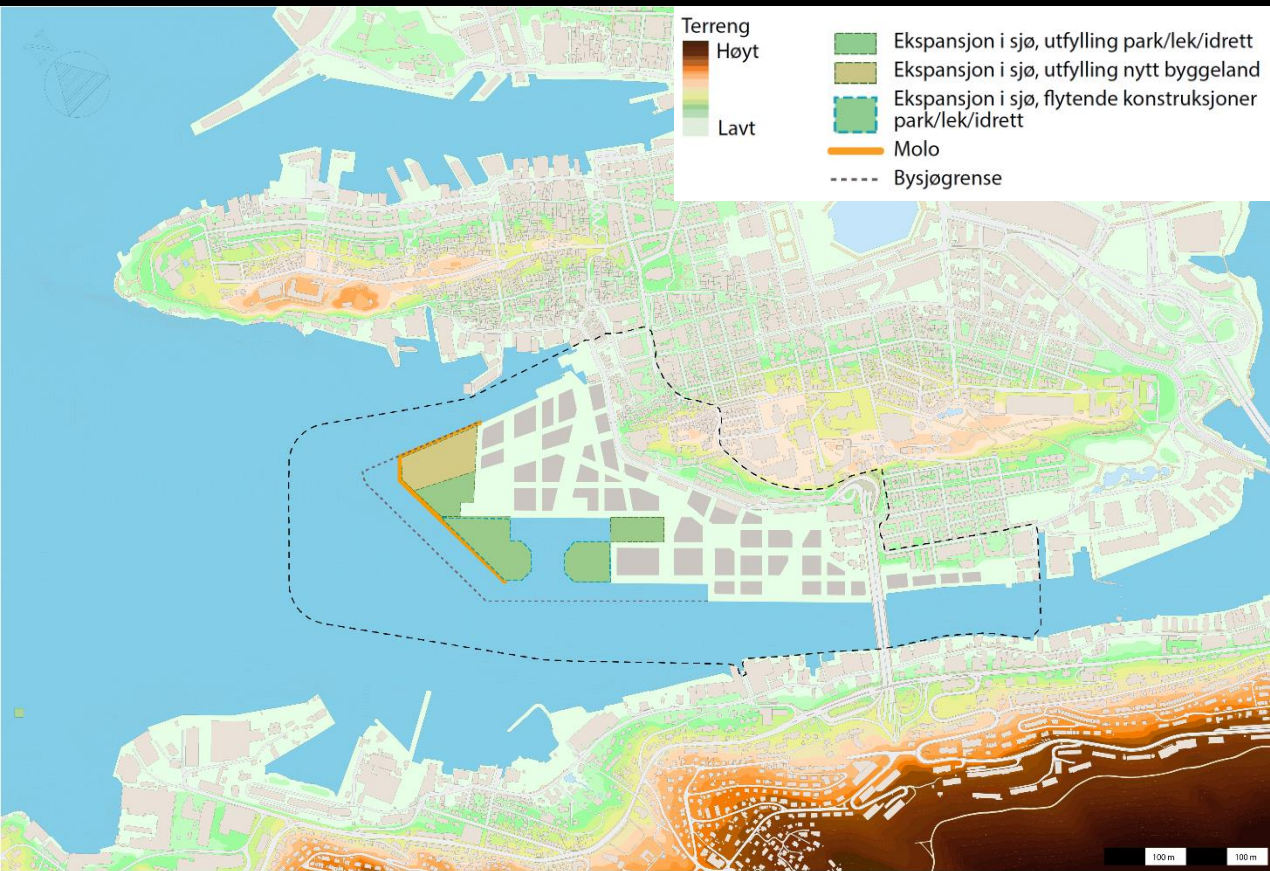 Terreng
Høyt
Lavt
Ekspansjon i sjø, utfylling park/lek/idrett
Ekspansjon i sjø, utfylling nytt byggeland
Ekspansjon i sjø, flytende konstruksjoner
park/lek/idrett
Molo
Bysjøgrense
100 m
100 m